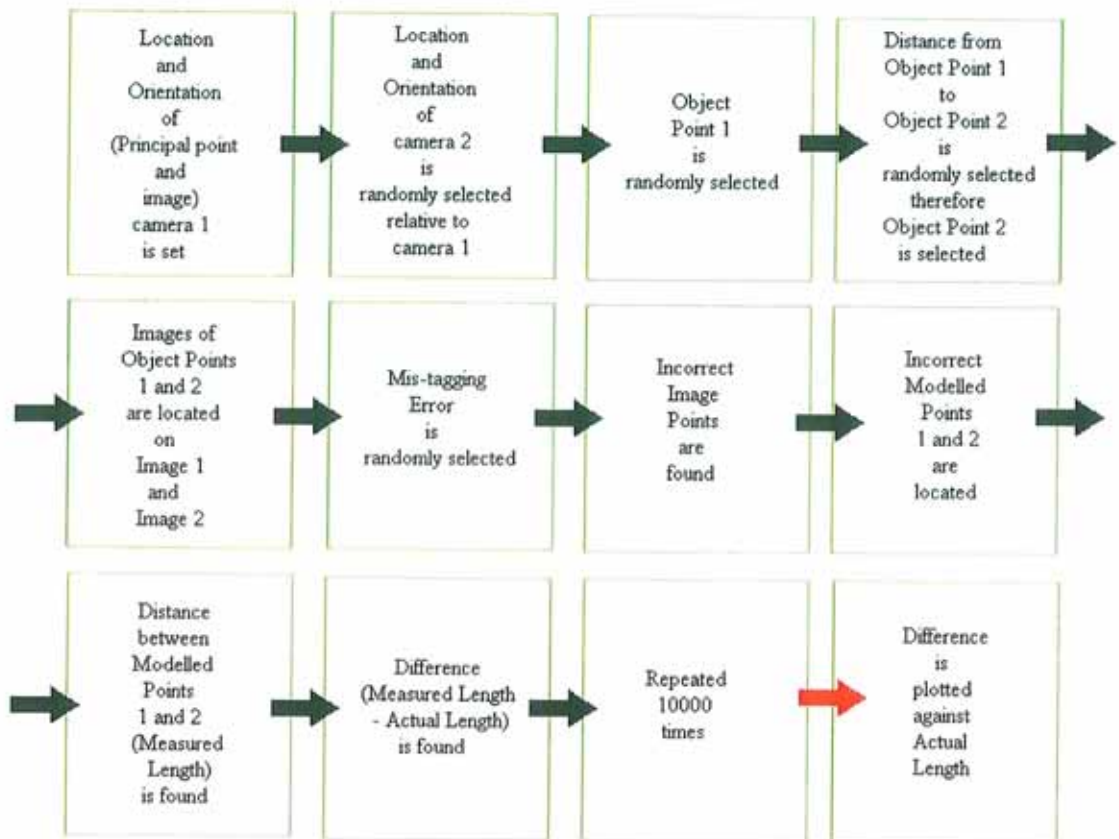 Location
and
Orientation
of
(Principal point
and
image)
camera 1
is set
Location
and
Orientation
of
camera 2
is
randomly selected
relative to
camera 1
Object
Point 1
is
randomly selected
Distance from
Object Point 1
to
Object Point 2
is
randomly selected
therefore
Object Point 2
is selected
Images of
Object Points
1 and 2
are located
on
Image 1
and
Image 2
Mis-tagging
Error
is
randomly selected
Incorrect
Image
Points
are
found
Incorrect
Modelled
Points
1 and 2
are
located
Distance
between
Modelled
Points
1 and 2
(Measured
Length)
is found
Difference
(Measured Length
- Actual Length)
is found
Repeated
10000
times
Difference
is
plotted
against
Actual
Length